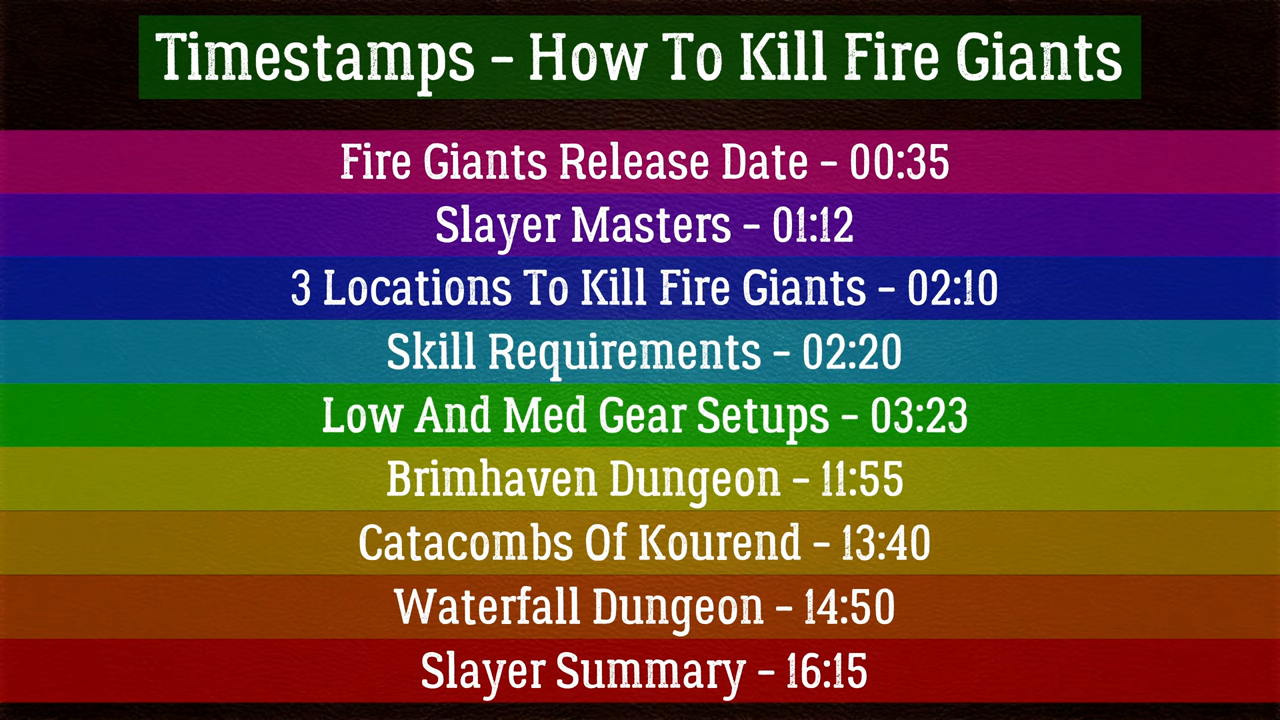 Timestamps – How To Kill Fire Giants
Fire Giants Release Date – 00:35
Slayer Masters – 01:12
3 Locations To Kill Fire Giants – 02:10
Skill Requirements – 02:20
Low And Med Gear Setups – 03:23
Brimhaven Dungeon – 11:55
Catacombs Of Kourend – 13:40
Waterfall Dungeon – 14:50
Slayer Summary – 16:15